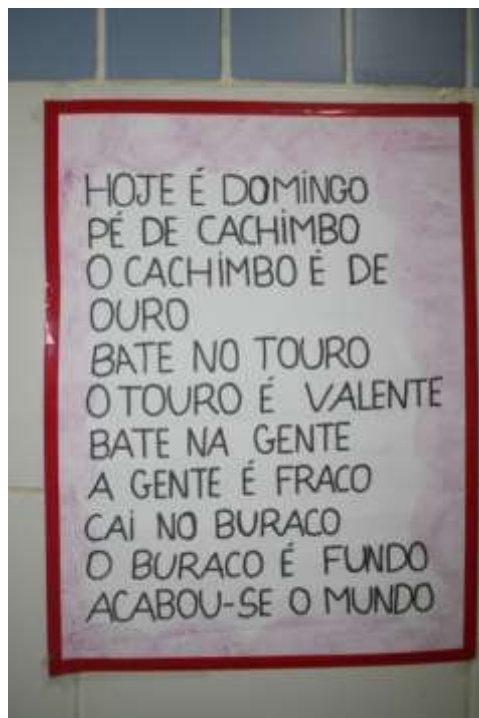 HOJE É DOMINGO
PÉ DE CACHIMBO
O CACHIMBO É DE
OURO
BATE NO TOURO
O TOURO É VALENTE
BATE NA GENTE
A GENTE É FRACO
CAI NO BURACO
O BURACO É FUNDO
ACABOU-SE O MUNDO